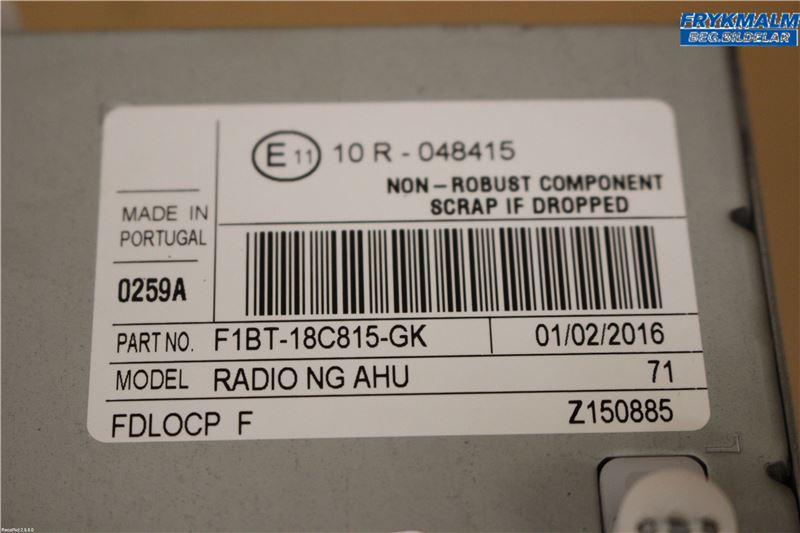 FRYKMALM
BEG.BILDELAR
E 11 10 R - 048415
NON-ROBUST COMPONENT
SCRAP IF DROPPED
MADE IN
PORTUGAL
0259A
PART NO. F1BT-18C815-GK 01/02/2016
MODEL RADIO NG AHU 71
FDLOCP F Z150885